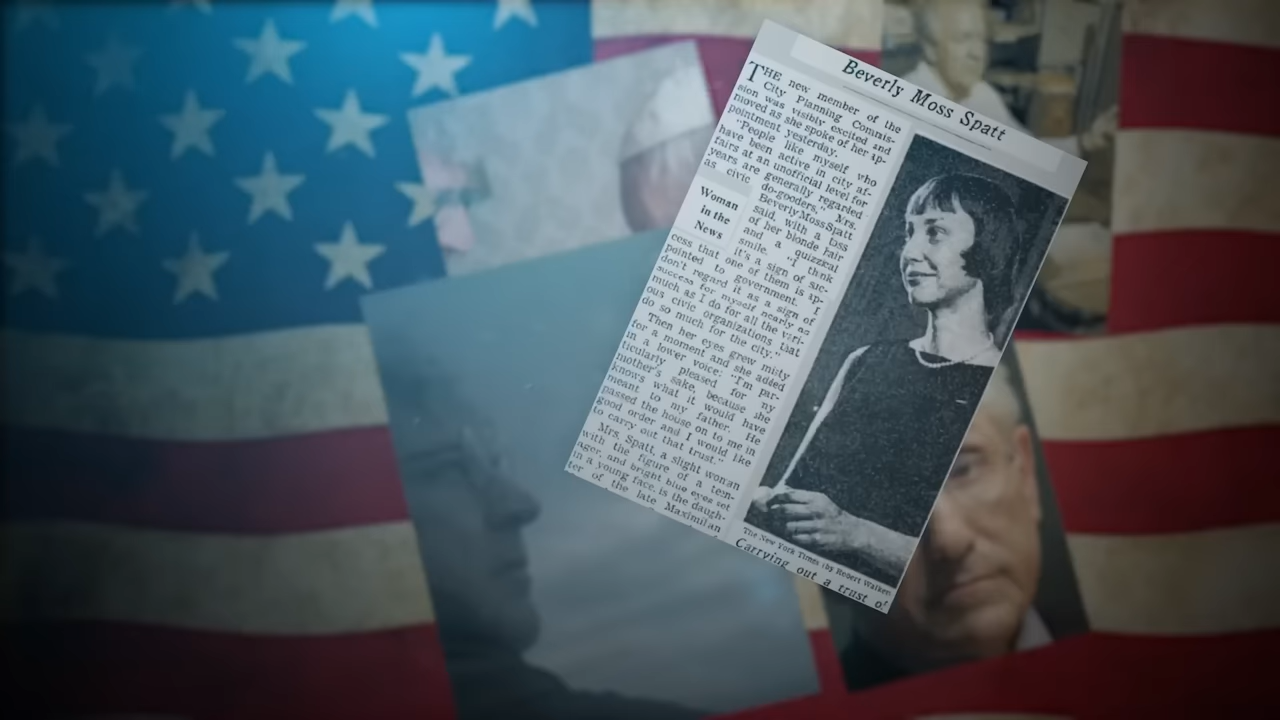 Beverly Moss Spatt
THE new member of the
City Planning Commis-
sion was visibly excited and
moved as she spoke of her ap-
pointment yesterday.
"People like myself who
have been active in city af-
fairs at an unofficial level for
years are generally regarded
as civic do-gooders," Mrs.
Beverly Moss Spatt
said, with a toss
of her blonde hair
and a quizzical
smile. "I think
it's a sign of suc-
Woman
in the
News
cess that one of them is ap-
pointed to government. I
don't regard it as a sign of
success for myself nearly as
much as I do for all the vari-
ous civic organizations that
do so much for the city."
Then her eyes grew misty
for a moment and she added
in a lower voice: "I'm par-
ticularly pleased for my
mother's sake, because she
knows what it would have
meant to my father. He
passed the house on to me in
good order and I would like
to carry out that trust."
Mrs. Spatt, a slight woman
with the figure of a teen-
ager, and bright blue eyes set
in a young face, is the daugh-
ter of the late Maximilian
The New York Times (by Robert Walker)
Carrying out a trust of